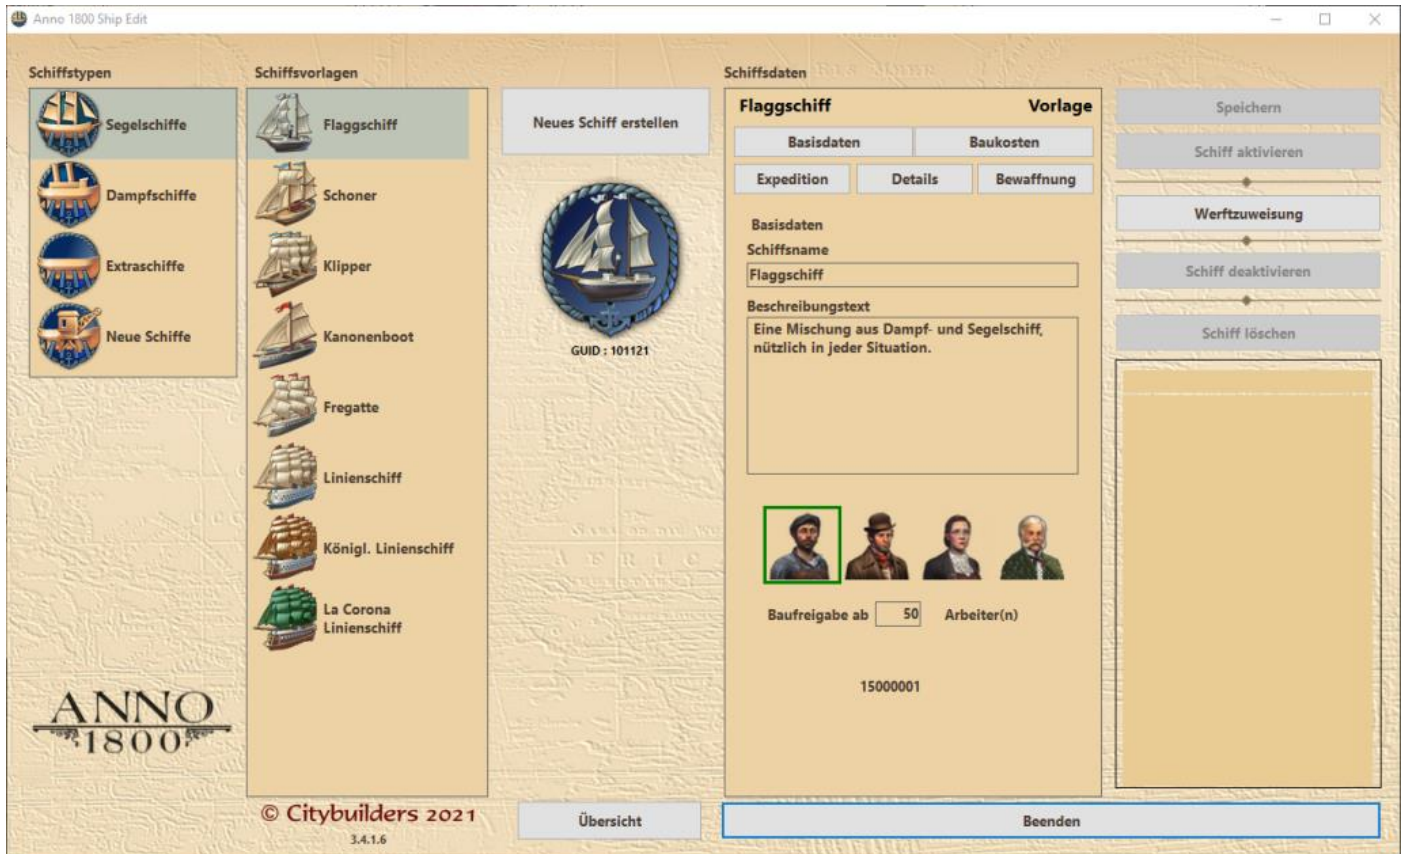 Anno 1800 Ship Edit
Schiffstypen
Segelschiffe
Dampfschiffe
Extraschiffe
Neue Schiffe
Schiffsvorlagen
Flaggschiff
Schoner
Klipper
Kanonenboot
Fregatte
Linienschiff
Königl. Linienschiff
La Corona
Linienschiff
Neues Schiff erstellen
GUID : 101121
Schiffsdaten
Flaggschiff
Vorlage
Basisdaten
Baukosten
Expedition
Details
Bewaffnung
Basisdaten
Schiffsname
Flaggschiff
Beschreibungstext
Eine Mischung aus Dampf- und Segelschiff,
nützlich in jeder Situation.
Baufreigabe ab
50
Arbeiter(n)
15000001
Speichern
Schiff aktivieren
Werftzuweisung
Schiff deaktivieren
Schiff löschen
ANNO
1800
© Citybuilders 2021
3.4.1.6
Übersicht
Beenden